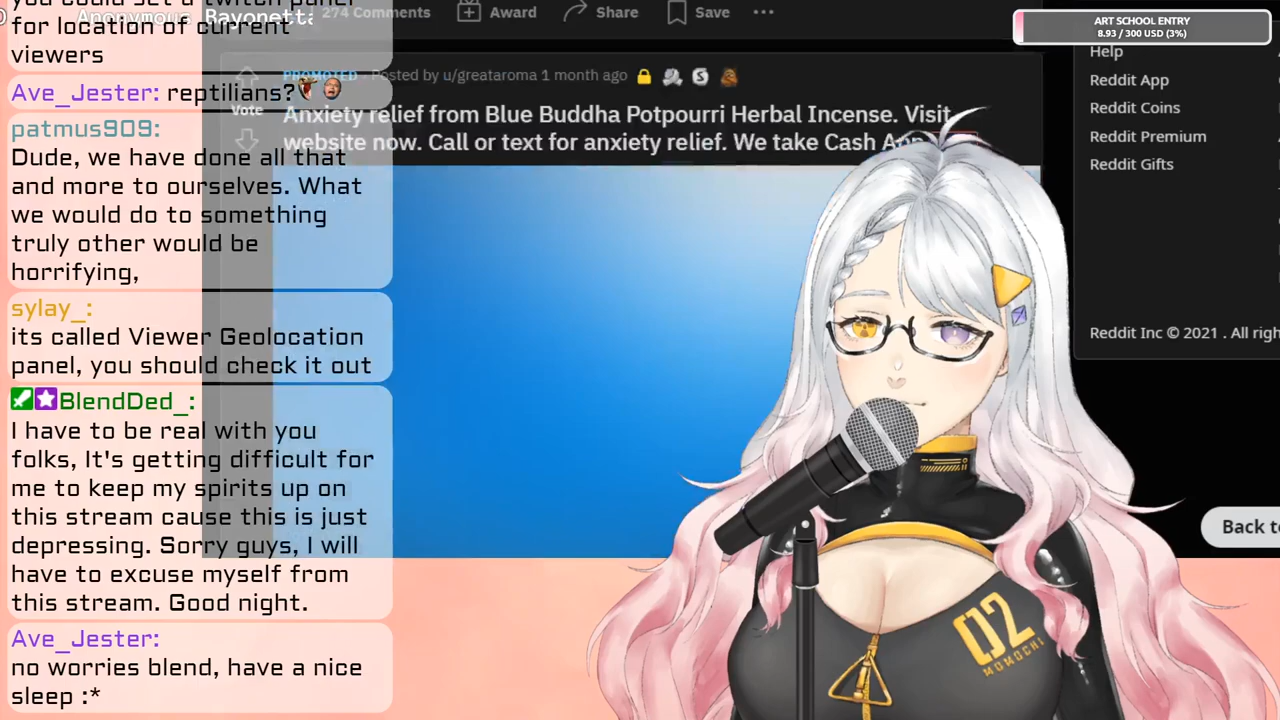 you could set a twitch panel
for location of current
viewers
Ave_Jester: reptilians?
patmus909:
Dude, we have done all that
and more to ourselves. What
we would do to something
truly other would be
horrifying,
sylay_:
its called Viewer Geolocation
panel, you should check it out
BlendDed_:
I have to be real with you
folks, It's getting difficult for
me to keep my spirits up on
this stream cause this is just
depressing. Sorry guys, I will
have to excuse myself from
this stream. Good night.
Ave_Jester:
no worries blend, have a nice
sleep :*
Anonymous Bayonetta
274 Comments Award Share Save
PROMOTED · Posted by u/greataroma 1 month ago
Vote
Anxiety relief from Blue Buddha Potpourri Herbal Incense. Visit
website now. Call or text for anxiety relief. We take Cash App
ART SCHOOL ENTRY
8.93 / 300 USD (3%)
Help
Reddit App
Reddit Coins
Reddit Premium
Reddit Gifts
Reddit Inc © 2021 . All righ
Back to
02
MOMOCHI